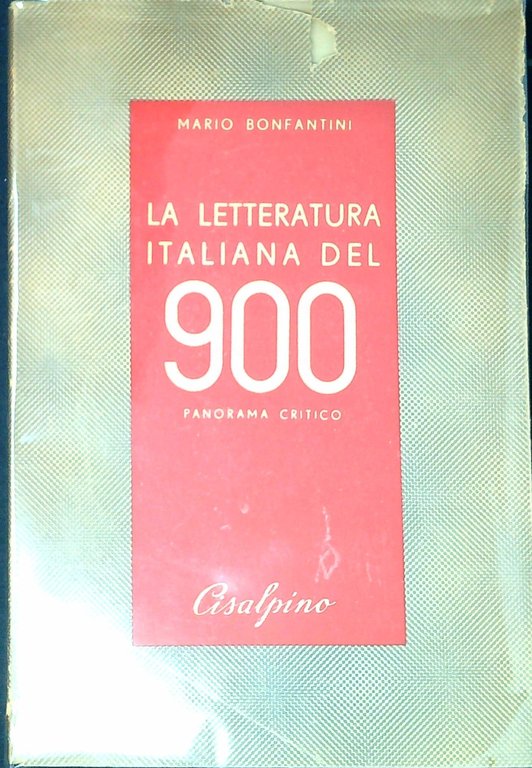 MARIO BONFANTINI
LA LETTERATURA
ITALIANA DEL
900
PANORAMA CRITICO
Cisalpino